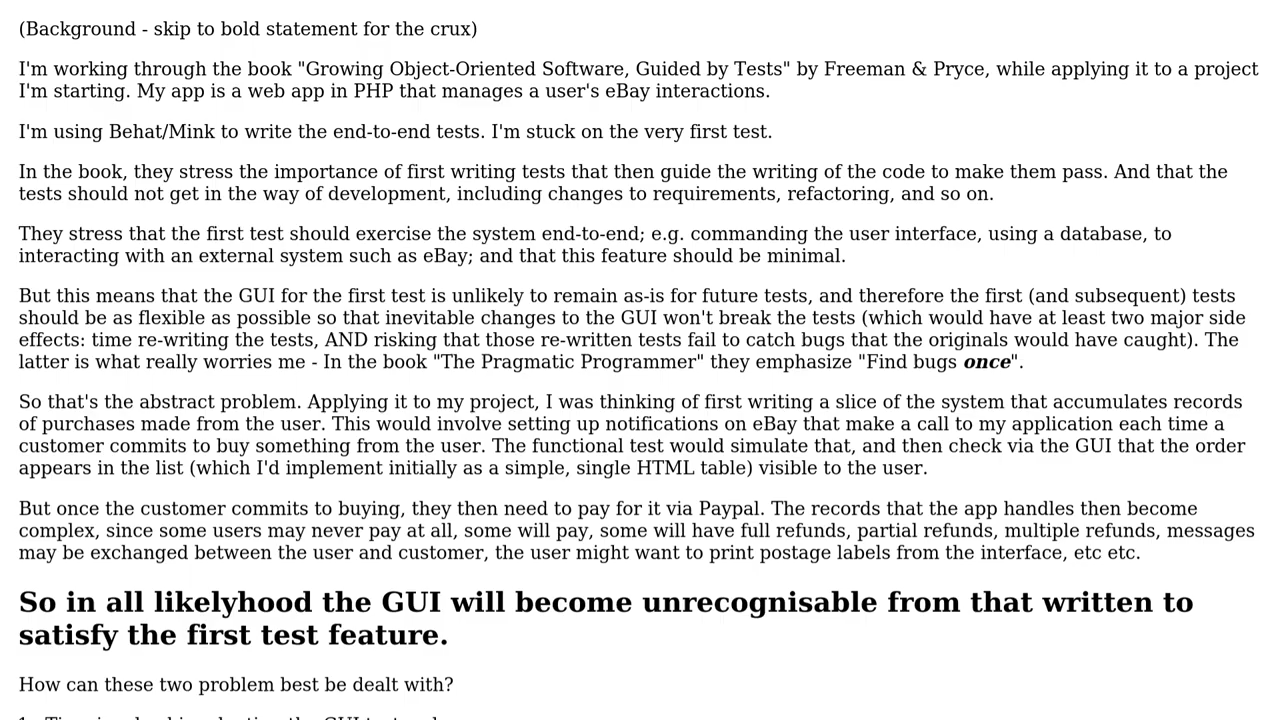 (Background - skip to bold statement for the crux)
I'm working through the book "Growing Object-Oriented Software, Guided by Tests" by Freeman & Pryce, while applying it to a project
I'm starting. My app is a web app in PHP that manages a user's eBay interactions.
I'm using Behat/Mink to write the end-to-end tests. I'm stuck on the very first test.
In the book, they stress the importance of first writing tests that then guide the writing of the code to make them pass. And that the
tests should not get in the way of development, including changes to requirements, refactoring, and so on.
They stress that the first test should exercise the system end-to-end; e.g. commanding the user interface, using a database, to
interacting with an external system such as eBay; and that this feature should be minimal.
But this means that the GUI for the first test is unlikely to remain as-is for future tests, and therefore the first (and subsequent) tests
should be as flexible as possible so that inevitable changes to the GUI won't break the tests (which would have at least two major side
effects: time re-writing the tests, AND risking that those re-written tests fail to catch bugs that the originals would have caught). The
latter is what really worries me - In the book "The Pragmatic Programmer" they emphasize "Find bugs once".
So that's the abstract problem. Applying it to my project, I was thinking of first writing a slice of the system that accumulates records
of purchases made from the user. This would involve setting up notifications on eBay that make a call to my application each time a
customer commits to buy something from the user. The functional test would simulate that, and then check via the GUI that the order
appears in the list (which I'd implement initially as a simple, single HTML table) visible to the user.
But once the customer commits to buying, they then need to pay for it via Paypal. The records that the app handles then become
complex, since some users may never pay at all, some will pay, some will have full refunds, partial refunds, multiple refunds, messages
may be exchanged between the user and customer, the user might want to print postage labels from the interface, etc etc.
So in all likelyhood the GUI will become unrecognisable from that written to
satisfy the first test feature.
How can these two problem best be dealt with?